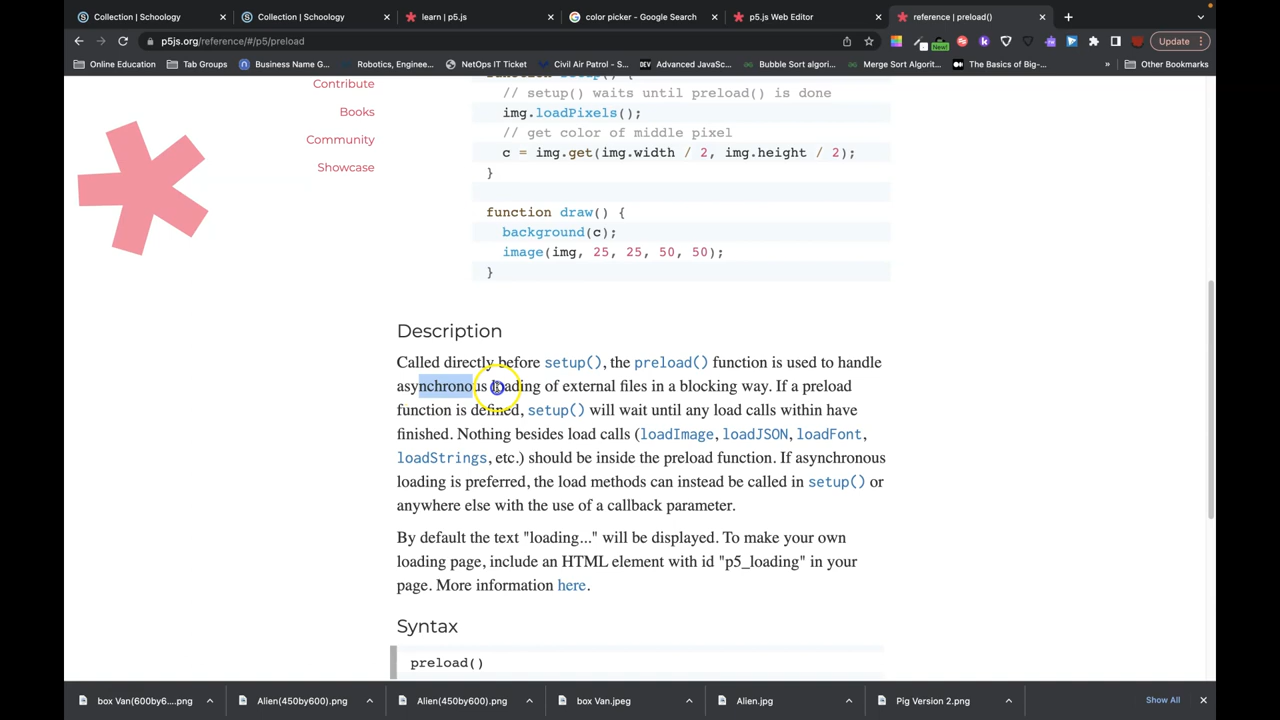 Collection | Schoology
Collection | Schoology
learn | p5.js
color picker - Google Search
p5.js Web Editor
reference | preload()
p5js.org/reference/#/p5/preload
New!
Update
Online Education
Tab Groups
Business Name G...
Robotics, Enginee...
NetOps IT Ticket
Civil Air Patrol - S...
DEV
Advanced JavaSc...
Bubble Sort algori...
Merge Sort Algorit...
The Basics of Big-...
»
Other Bookmarks
Contribute
Books
Community
Showcase
// setup() waits until preload() is done
img.loadPixels();
// get color of middle pixel
c = img.get(img.width / 2, img.height / 2);
}
function draw() {
background(c);
image(img, 25, 25, 50, 50);
}
Description
Called directly before setup(), the preload() function is used to handle
asynchronous loading of external files in a blocking way. If a preload
function is defined, setup() will wait until any load calls within have
finished. Nothing besides load calls (loadImage, loadJSON, loadFont,
loadStrings, etc.) should be inside the preload function. If asynchronous
loading is preferred, the load methods can instead be called in setup() or
anywhere else with the use of a callback parameter.
By default the text "loading..." will be displayed. To make your own
loading page, include an HTML element with id "p5_loading" in your
page. More information here.
Syntax
preload()
box Van(600by6....png
Alien(450by600).png
Alien(450by600).png
box Van.jpeg
Alien.jpg
Pig Version 2.png
Show All